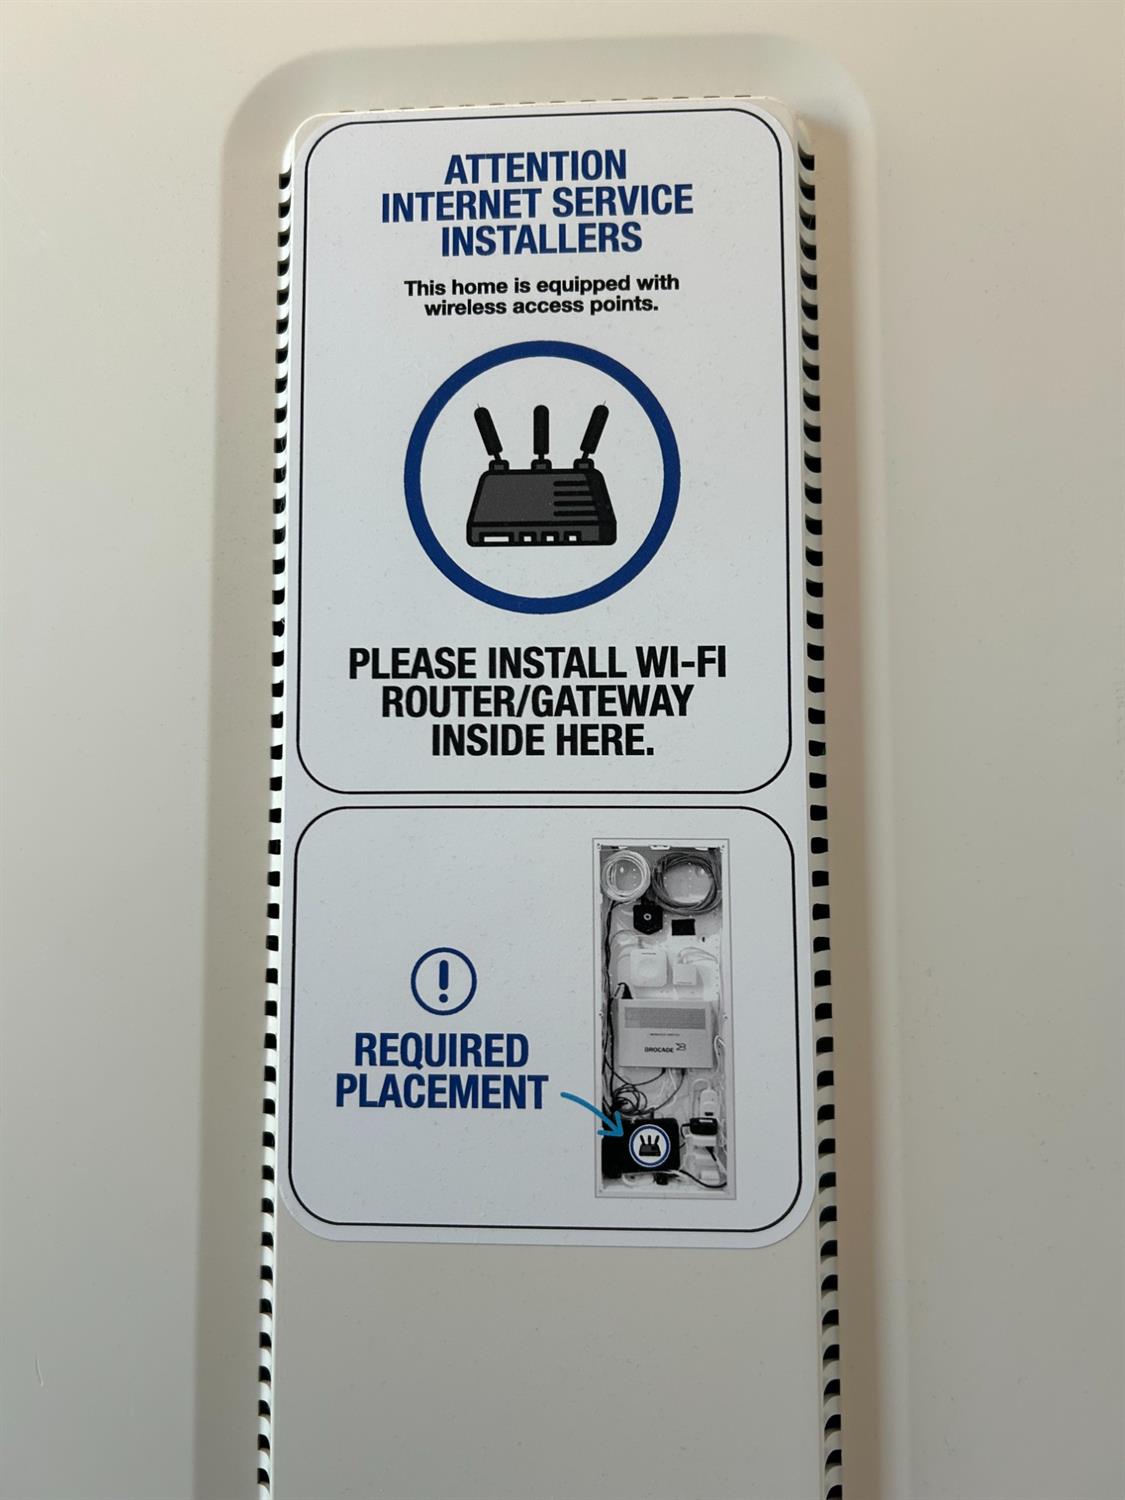 ATTENTION
INTERNET SERVICE
INSTALLERS
This home is equipped with
wireless access points.
PLEASE INSTALL WI-FI
ROUTER/GATEWAY
INSIDE HERE.
REQUIRED
PLACEMENT
BROCADE